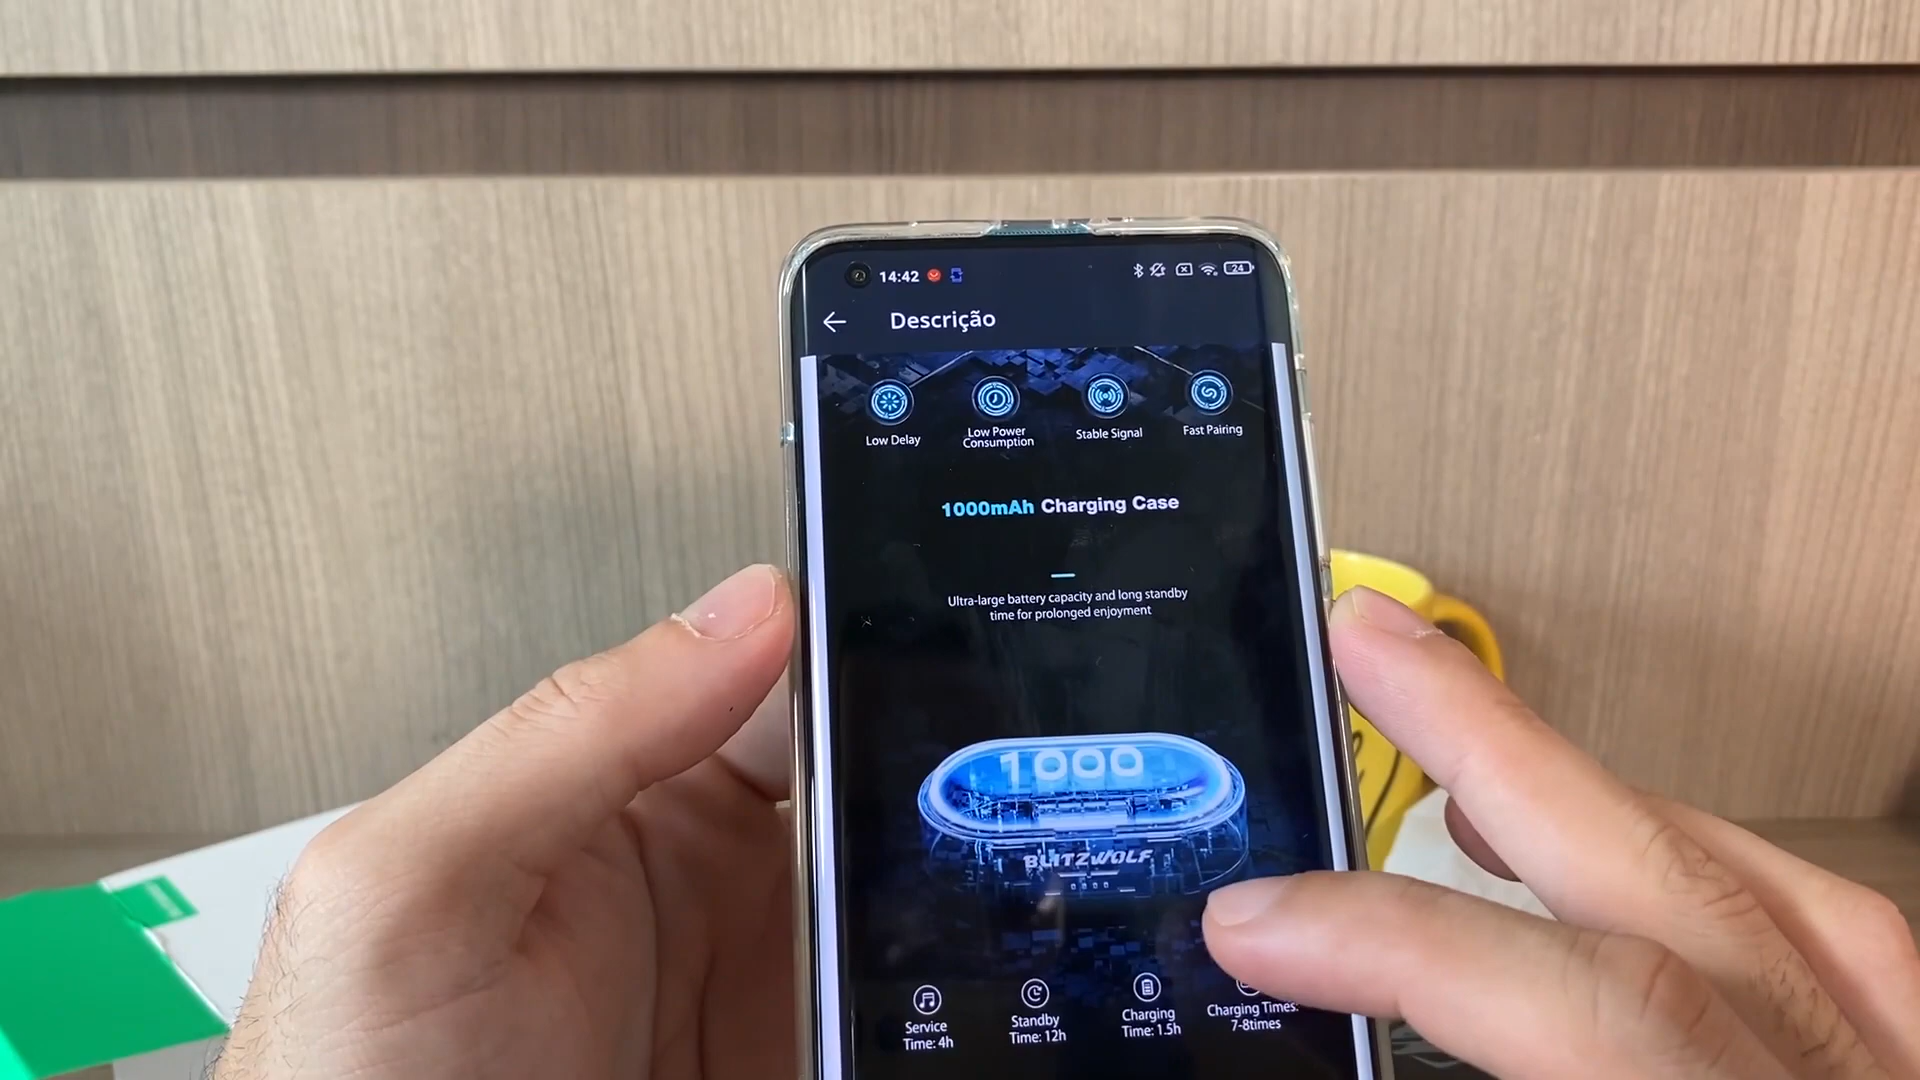 14:42
24
Descrição
Low Delay
Low Power
Consumption
Stable Signal
Fast Pairing
1000mAh Charging Case
Ultra-large battery capacity and long standby
time for prolonged enjoyment
1000
BLITZWOLF
Service
Time: 4h
Standby
Time: 12h
Charging
Time: 1.5h
Charging Times:
7-8times